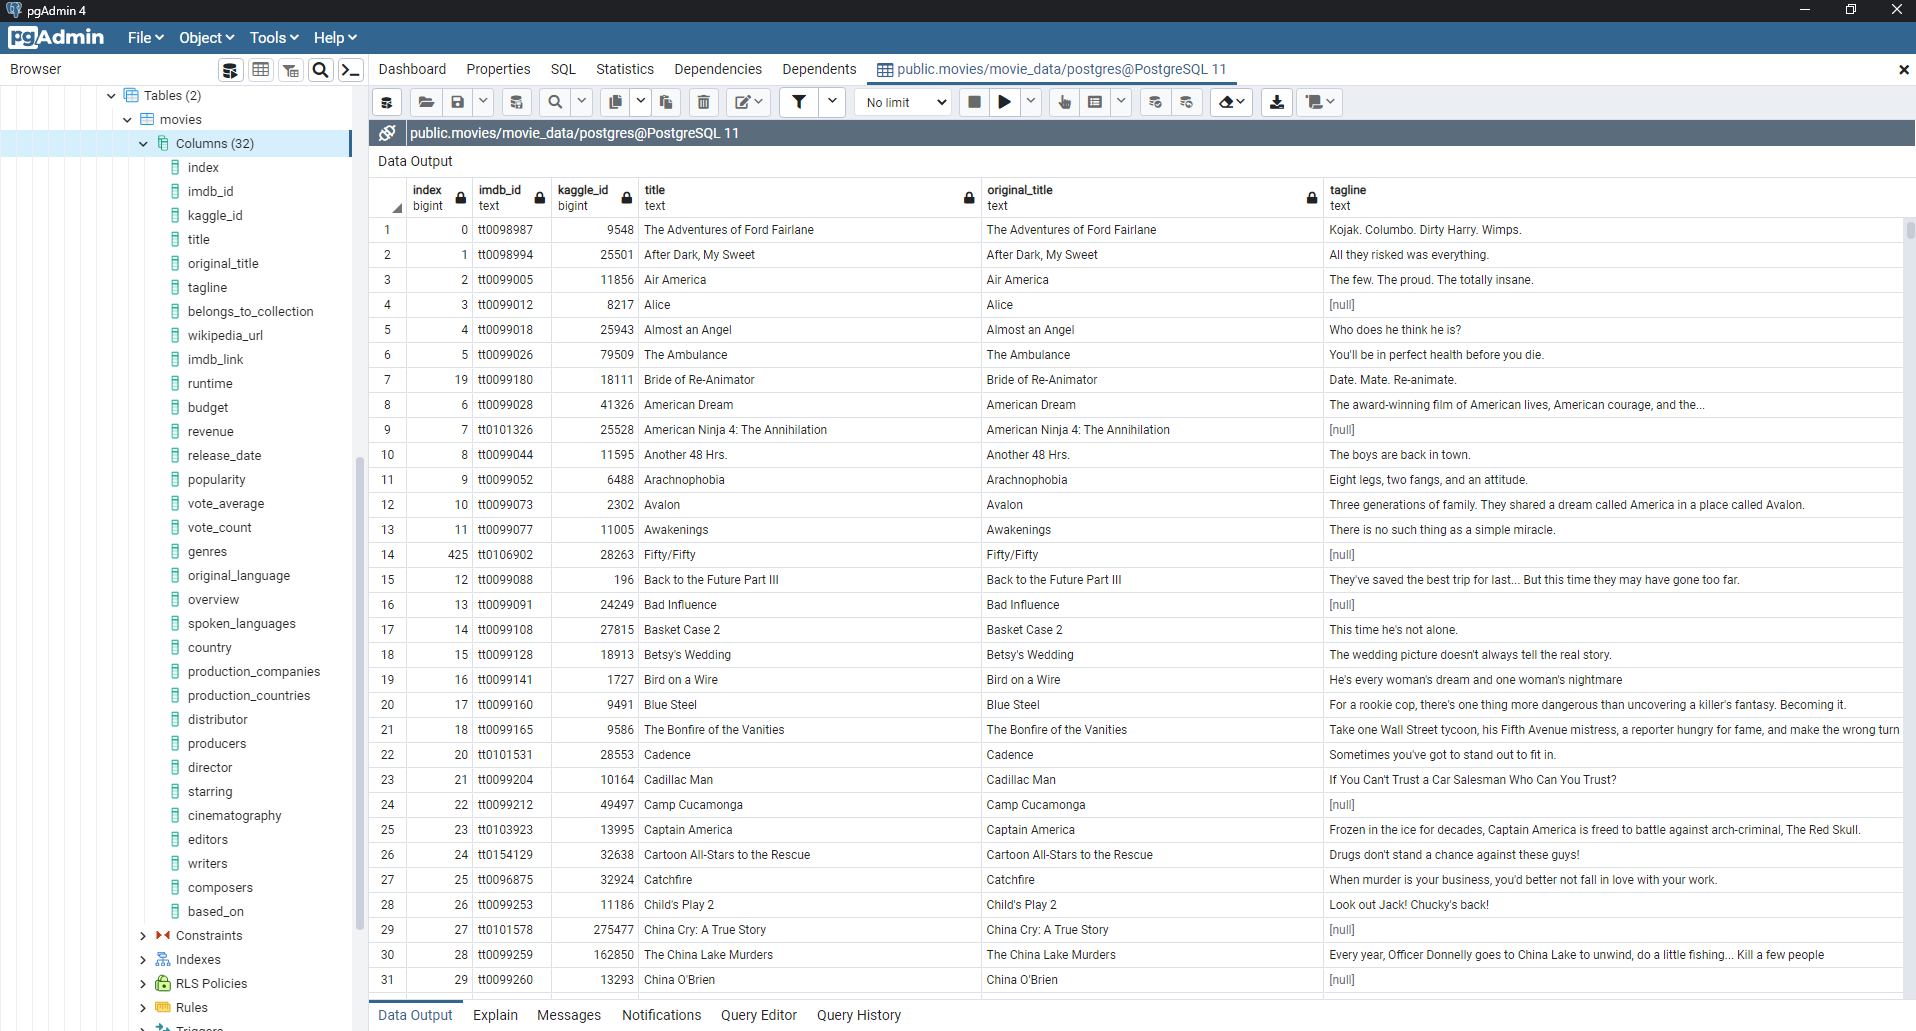 pgAdmin 4
pgAdmin File Object Tools Help
Browser
Dashboard Properties SQL Statistics Dependencies Dependents public.movies/movie_data/postgres@PostgreSQL 11
No limit
public.movies/movie_data/postgres@PostgreSQL 11
Data Output
Tables (2)
movies
Columns (32)
index
imdb_id
kaggle_id
title
original_title
tagline
belongs_to_collection
wikipedia_url
imdb_link
runtime
budget
revenue
release_date
popularity
vote_average
vote_count
genres
original_language
overview
spoken_languages
country
production_companies
production_countries
distributor
producers
director
starring
cinematography
editors
writers
composers
based_on
Constraints
Indexes
RLS Policies
Rules
Triggers
index imdb_id kaggle_id title original_title tagline
bigint text bigint text text text
1 0 tt0098987 9548 The Adventures of Ford Fairlane The Adventures of Ford Fairlane Kojak. Columbo. Dirty Harry. Wimps.
2 1 tt0098994 25501 After Dark, My Sweet After Dark, My Sweet All they risked was everything.
3 2 tt0099005 11856 Air America Air America The few. The proud. The totally insane.
4 3 tt0099012 8217 Alice Alice [null]
5 4 tt0099018 25943 Almost an Angel Almost an Angel Who does he think he is?
6 5 tt0099026 79509 The Ambulance The Ambulance You'll be in perfect health before you die.
7 19 tt0099180 18111 Bride of Re-Animator Bride of Re-Animator Date. Mate. Re-animate.
8 6 tt0099028 41326 American Dream American Dream The award-winning film of American lives, American courage, and the...
9 7 tt0101326 25528 American Ninja 4: The Annihilation American Ninja 4: The Annihilation [null]
10 8 tt0099044 11595 Another 48 Hrs. Another 48 Hrs. The boys are back in town.
11 9 tt0099052 6488 Arachnophobia Arachnophobia Eight legs, two fangs, and an attitude.
12 10 tt0099073 2302 Avalon Avalon Three generations of family. They shared a dream called America in a place called Avalon.
13 11 tt0099077 11005 Awakenings Awakenings There is no such thing as a simple miracle.
14 425 tt0106902 28263 Fifty/Fifty Fifty/Fifty [null]
15 12 tt0099088 196 Back to the Future Part III Back to the Future Part III They've saved the best trip for last... But this time they may have gone too far.
16 13 tt0099091 24249 Bad Influence Bad Influence [null]
17 14 tt0099108 27815 Basket Case 2 Basket Case 2 This time he's not alone.
18 15 tt0099128 18913 Betsy's Wedding Betsy's Wedding The wedding picture doesn't always tell the real story.
19 16 tt0099141 1727 Bird on a Wire Bird on a Wire He's every woman's dream and one woman's nightmare
20 17 tt0099160 9491 Blue Steel Blue Steel For a rookie cop, there's one thing more dangerous than uncovering a killer's fantasy. Becoming it.
21 18 tt0099165 9586 The Bonfire of the Vanities The Bonfire of the Vanities Take one Wall Street tycoon, his Fifth Avenue mistress, a reporter hungry for fame, and make the wrong turn
22 20 tt0101531 28553 Cadence Cadence Sometimes you've got to stand out to fit in.
23 21 tt0099204 10164 Cadillac Man Cadillac Man If You Can't Trust a Car Salesman Who Can You Trust?
24 22 tt0099212 49497 Camp Cucamonga Camp Cucamonga [null]
25 23 tt0103923 13995 Captain America Captain America Frozen in the ice for decades, Captain America is freed to battle against arch-criminal, The Red Skull.
26 24 tt0154129 32638 Cartoon All-Stars to the Rescue Cartoon All-Stars to the Rescue Drugs don't stand a chance against these guys!
27 25 tt0096875 32924 Catchfire Catchfire When murder is your business, you'd better not fall in love with your work.
28 26 tt0099253 11186 Child's Play 2 Child's Play 2 Look out Jack! Chucky's back!
29 27 tt0101578 275477 China Cry: A True Story China Cry: A True Story [null]
30 28 tt0099259 162850 The China Lake Murders The China Lake Murders Every year, Officer Donnelly goes to China Lake to unwind, do a little fishing... Kill a few people
31 29 tt0099260 13293 China O'Brien China O'Brien [null]
Data Output Explain Messages Notifications Query Editor Query History